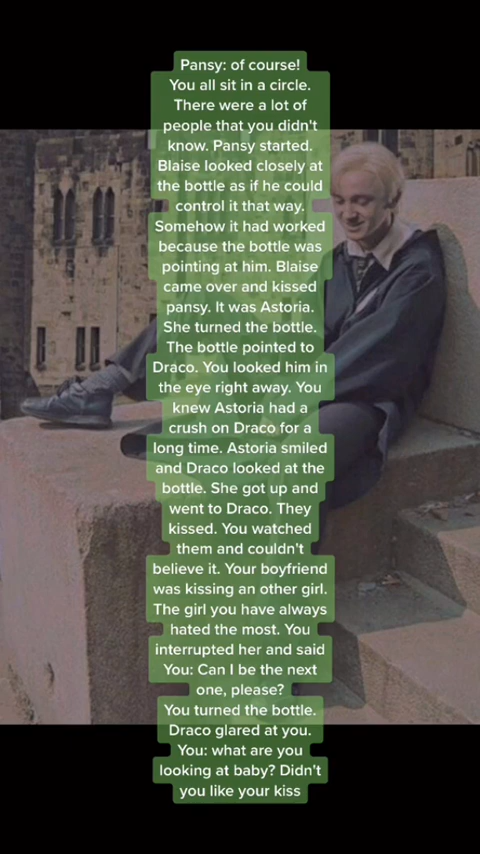 Pansy: of course!
You all sit in a circle.
There were a lot of
people that you didn't
know. Pansy started.
Blaise looked closely at
the bottle as if he could
control it that way.
Somehow it had worked
because the bottle was
pointing at him. Blaise
came over and kissed
pansy. It was Astoria.
She turned the bottle.
The bottle pointed to
Draco. You looked him in
the eye right away. You
knew Astoria had a
crush on Draco for a
long time. Astoria smiled
and Draco looked at the
bottle. She got up and
went to Draco. They
kissed. You watched
them and couldn't
believe it. Your boyfriend
was kissing an other girl.
The girl you have always
hated the most. You
interrupted her and said
You: Can I be the next
one, please?
You turned the bottle.
Draco glared at you.
You: what are you
looking at baby? Didn't
you like your kiss